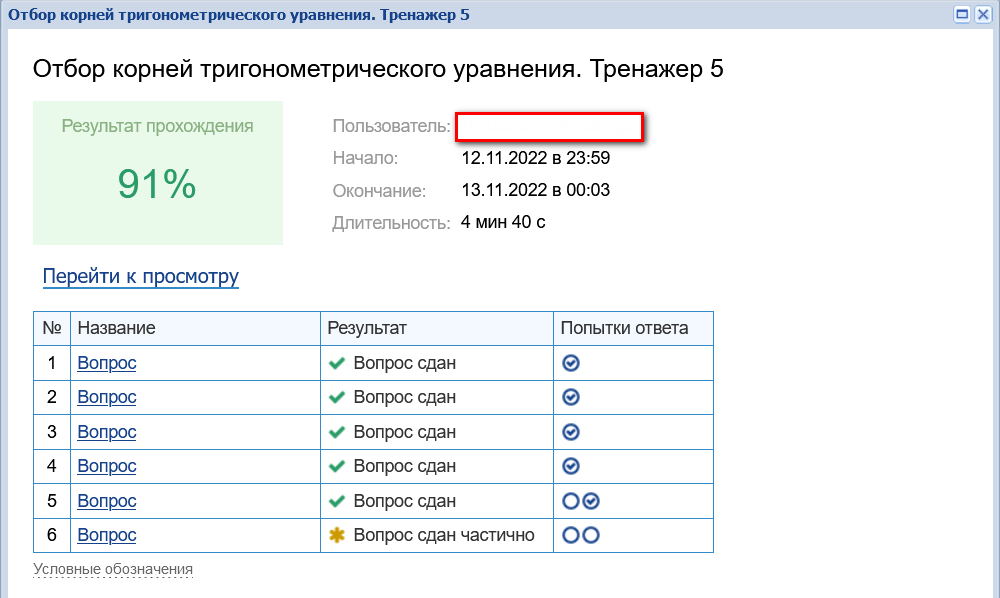 Отбор корней тригонометрического уравнения. Тренажер 5
Отбор корней тригонометрического уравнения. Тренажер 5
Результат прохождения
91%
Пользователь:
Начало: 12.11.2022 в 23:59
Окончание: 13.11.2022 в 00:03
Длительность: 4 мин 40 с
Перейти к просмотру
№ Название Результат Попытки ответа
1 Вопрос Вопрос сдан
2 Вопрос Вопрос сдан
3 Вопрос Вопрос сдан
4 Вопрос Вопрос сдан
5 Вопрос Вопрос сдан
6 Вопрос Вопрос сдан частично
Условные обозначения